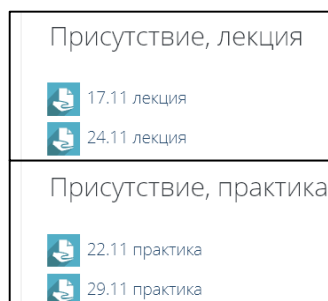 Присутствие, лекция
17.11 лекция
24.11 лекция
Присутствие, практика
22.11 практика
29.11 практика